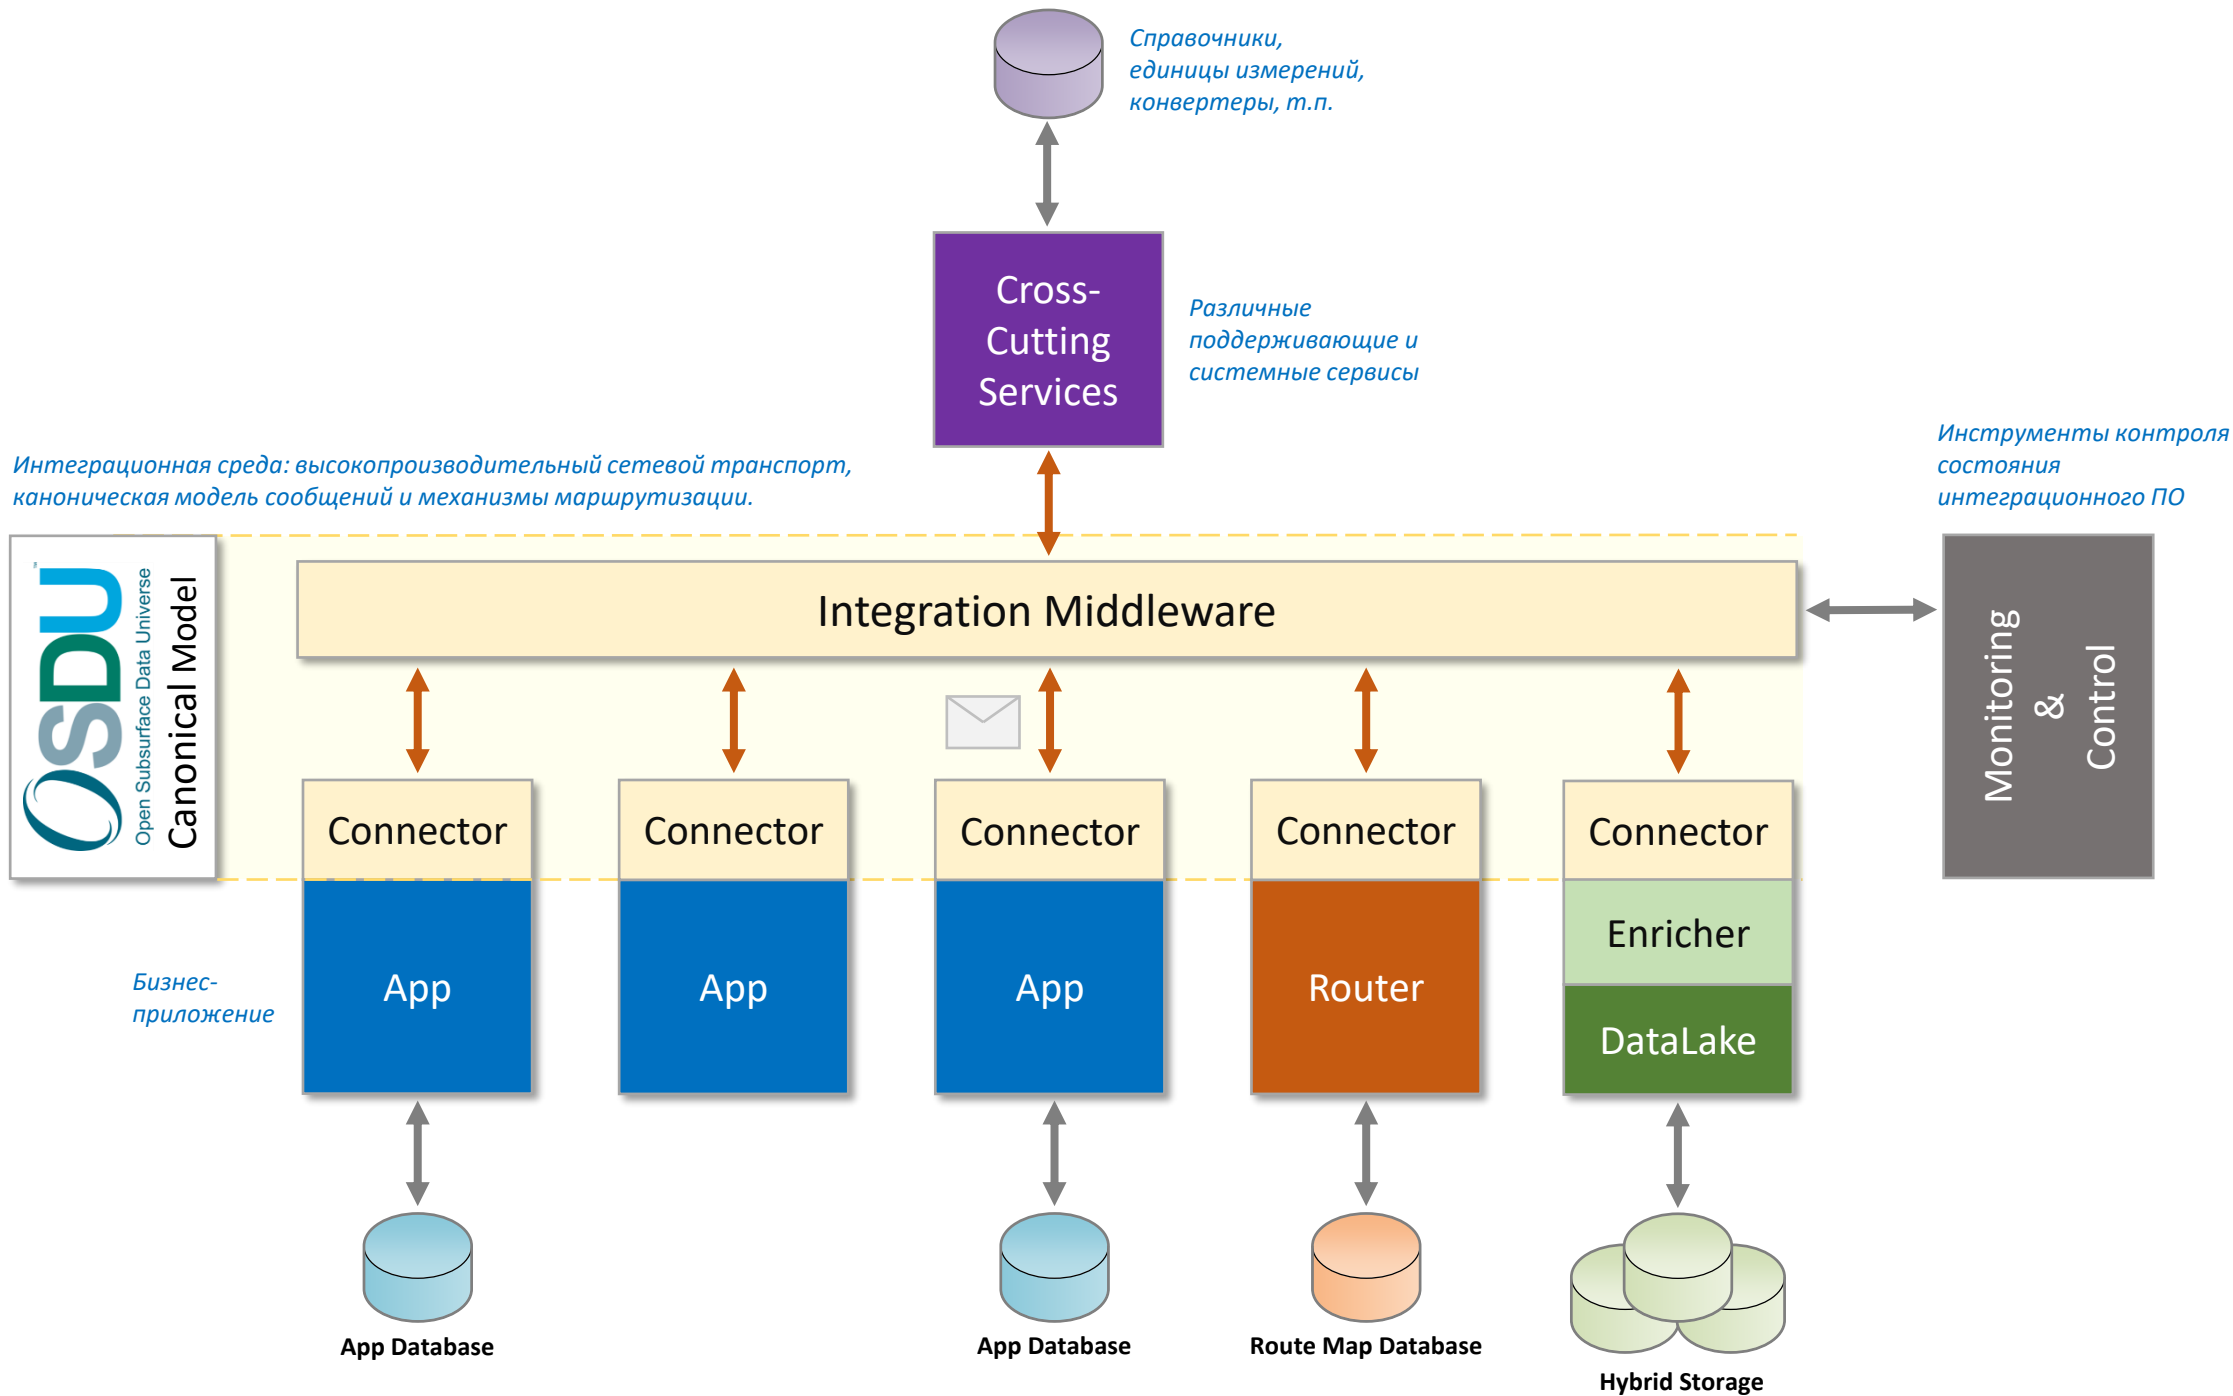 Справочники,
единицы измерений,
конвертеры, т.п.
Cross-
Cutting
Services
Различные
поддерживающие и
системные сервисы
Интеграционная среда: высокопроизводительный сетевой транспорт,
каноническая модель сообщений и механизмы маршрутизации.
Инструменты контроля
состояния
интеграционного ПО
OSDU™
Open Subsurface Data Universe
Canonical Model
Integration Middleware
Monitoring
&
Control
Connector
Connector
Connector
Connector
Connector
Бизнес-
приложение
App
App
App
Router
Enricher
DataLake
App Database
App Database
Route Map Database
Hybrid Storage